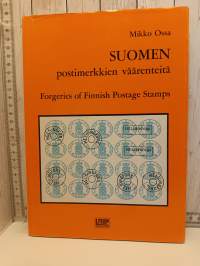 Mikko Ossa
SUOMEN
postimerkkien väärenteitä
Forgeries of Finnish Postage Stamps